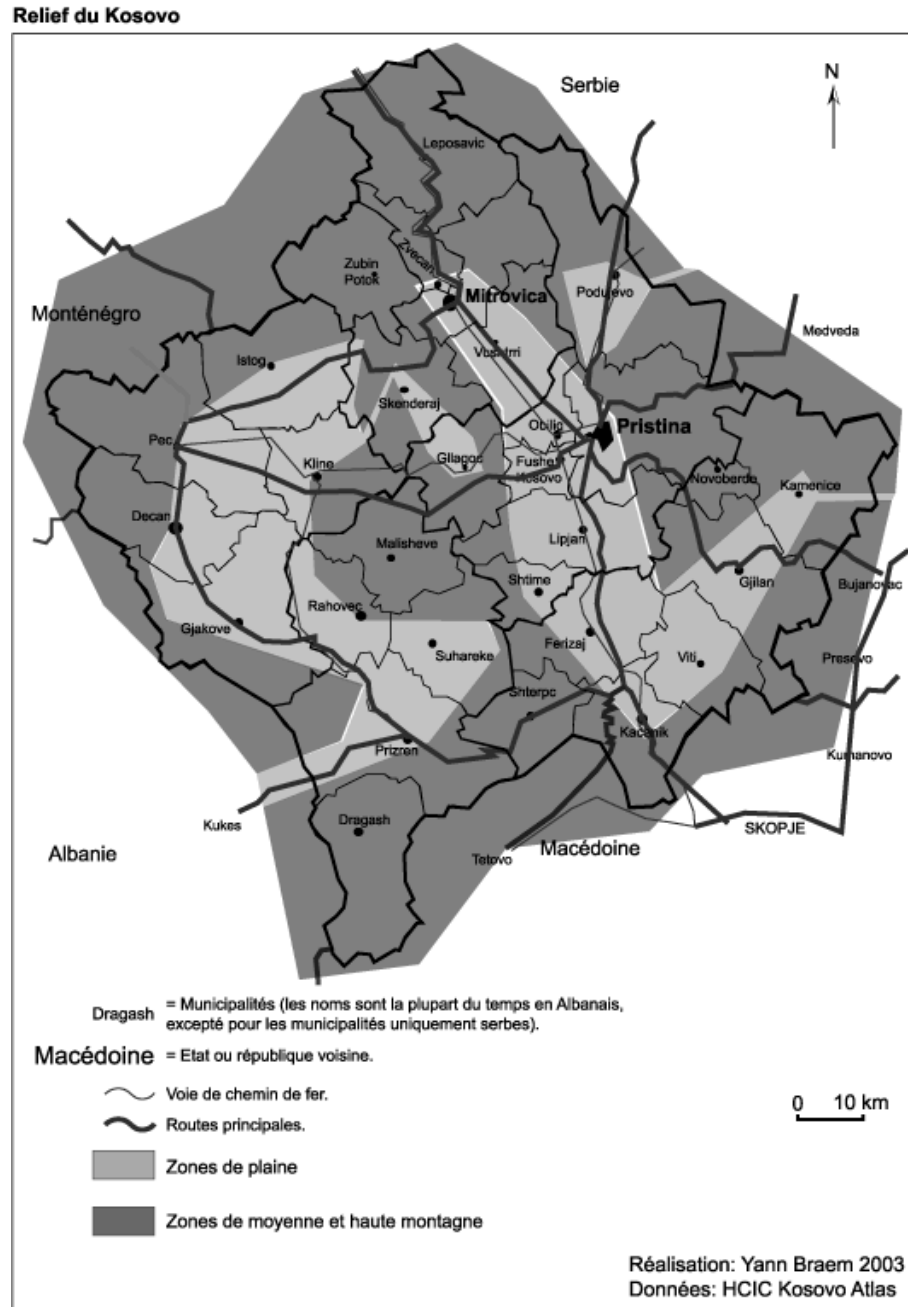 Relief du Kosovo
Serbie
N
Leposavic
Zvecan
Zubin
Potok
Mitrovica
Podujevo
Monténégro
Medveda
Istog
Skenderaj
Obiliq
Pristina
Pec
Kline
Gllagoc
Fushe
Kosovo
Novoberde
Kamenice
Decan
Malisheve
Lipjan
Shtime
Gjilan
Bujanovac
Rahovec
Gjakove
Suhareke
Ferizaj
Viti
Presevo
Shterpc
Kacanik
Prizren
Kumanovo
Kukes
Dragash
SKOPJE
Albanie
Tetovo
Macédoine
Dragash = Municipalités (les noms sont la plupart du temps en Albanais,
excepté pour les municipalités uniquement serbes).
Macédoine = Etat ou république voisine.
Voie de chemin de fer.
0 10 km
Routes principales.
Zones de plaine
Zones de moyenne et haute montagne
Réalisation: Yann Braem 2003
Données: HCIC Kosovo Atlas